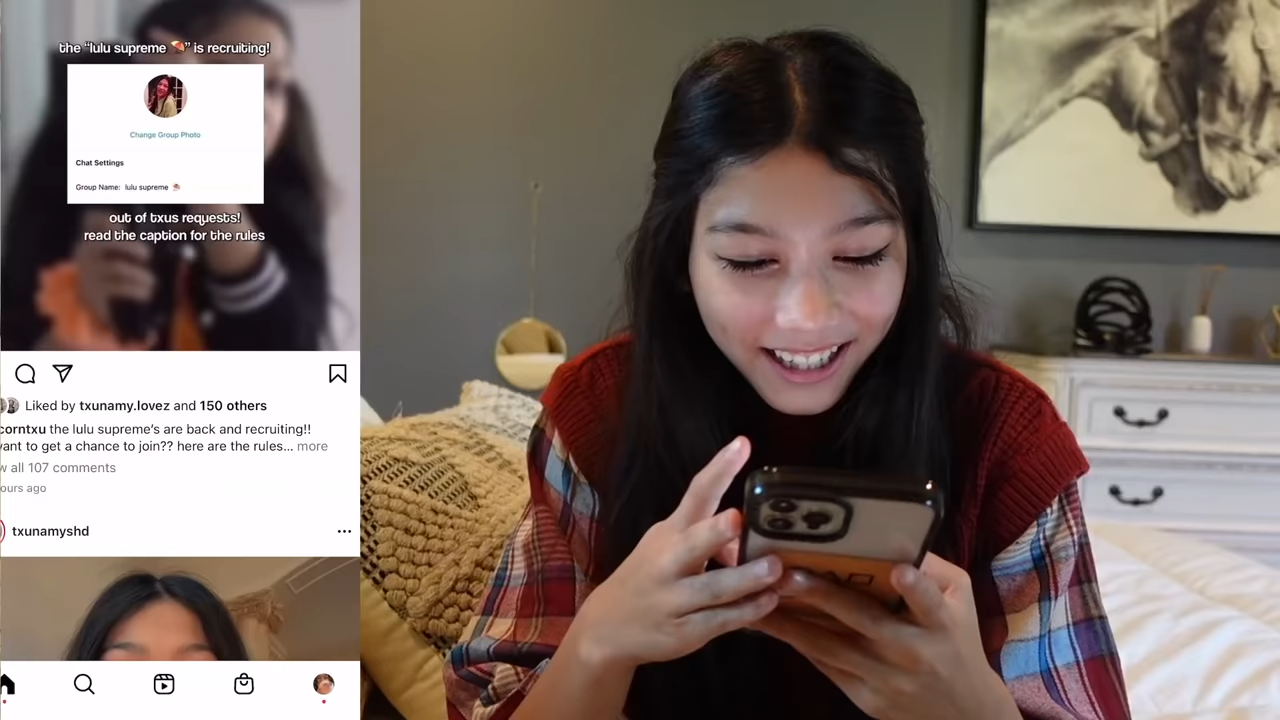 the "lulu supreme 🪭" is recruiting!
Change Group Photo
Chat Settings
Group Name: lulu supreme
out of txus requests!
read the caption for the rules
Liked by txunamy.lovez and 150 others
corntxu the lulu supreme's are back and recruiting!!
ant to get a chance to join?? here are the rules... more
w all 107 comments
ours ago
txunamyshd